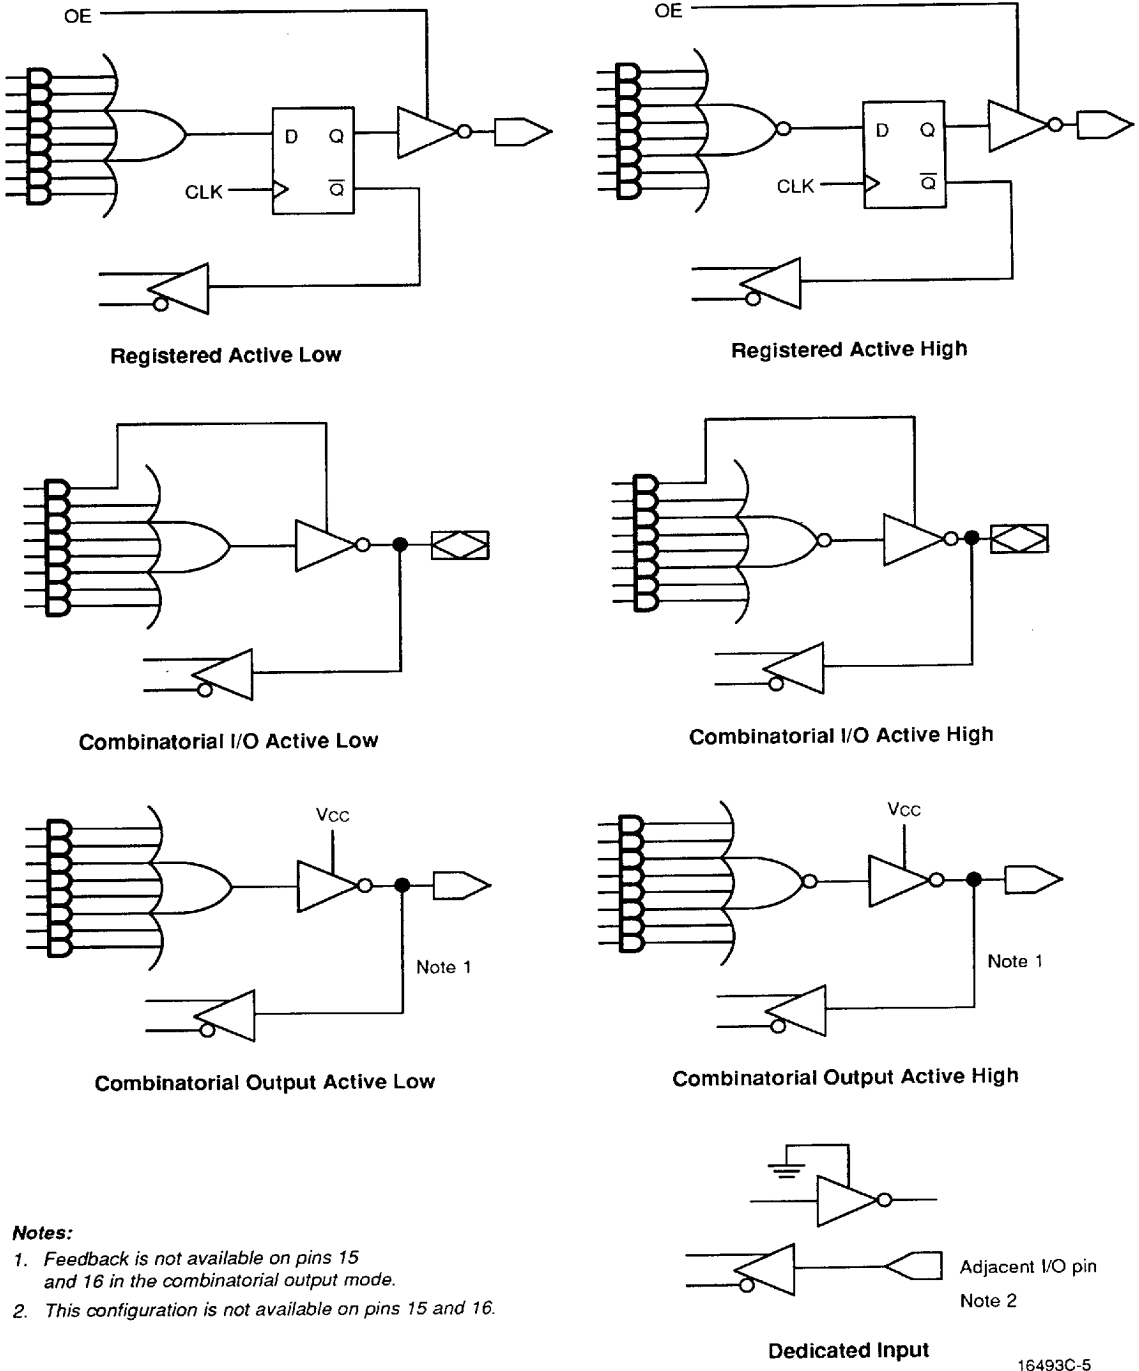 OE
OE
D Q
CLK
Q
D Q
CLK
Q
Registered Active Low
Registered Active High
Combinatorial I/O Active Low
Combinatorial I/O Active High
VCC
VCC
Note 1
Note 1
Combinatorial Output Active Low
Combinatorial Output Active High
Notes:
1. Feedback is not available on pins 15
and 16 in the combinatorial output mode.
2. This configuration is not available on pins 15 and 16.
Adjacent I/O pin
Note 2
Dedicated Input
16493C-5